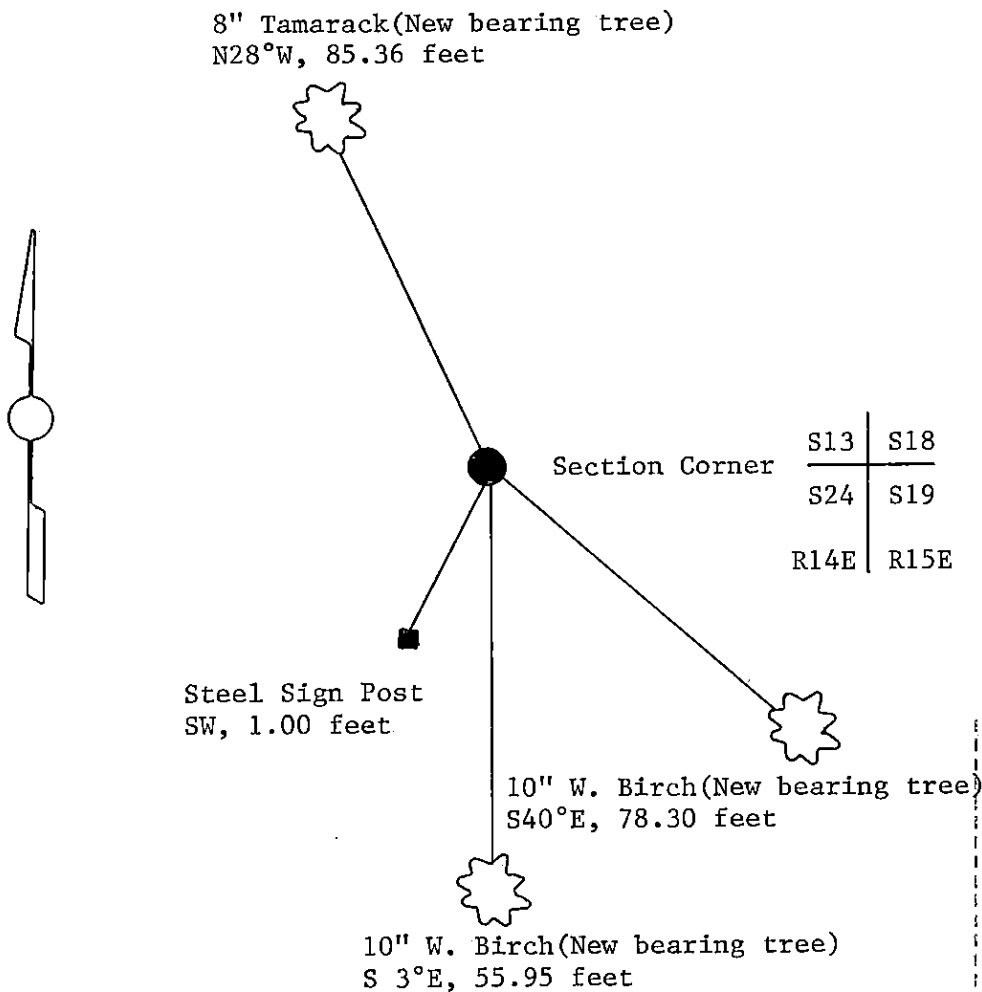 8" Tamarack(New bearing tree)
N28°W, 85.36 feet
Section Corner
S13 S18
S24 S19
R14E R15E
Steel Sign Post
SW, 1.00 feet
10" W. Birch(New bearing tree)
S40°E, 78.30 feet
10" W. Birch(New bearing tree)
S 3°E, 55.95 feet